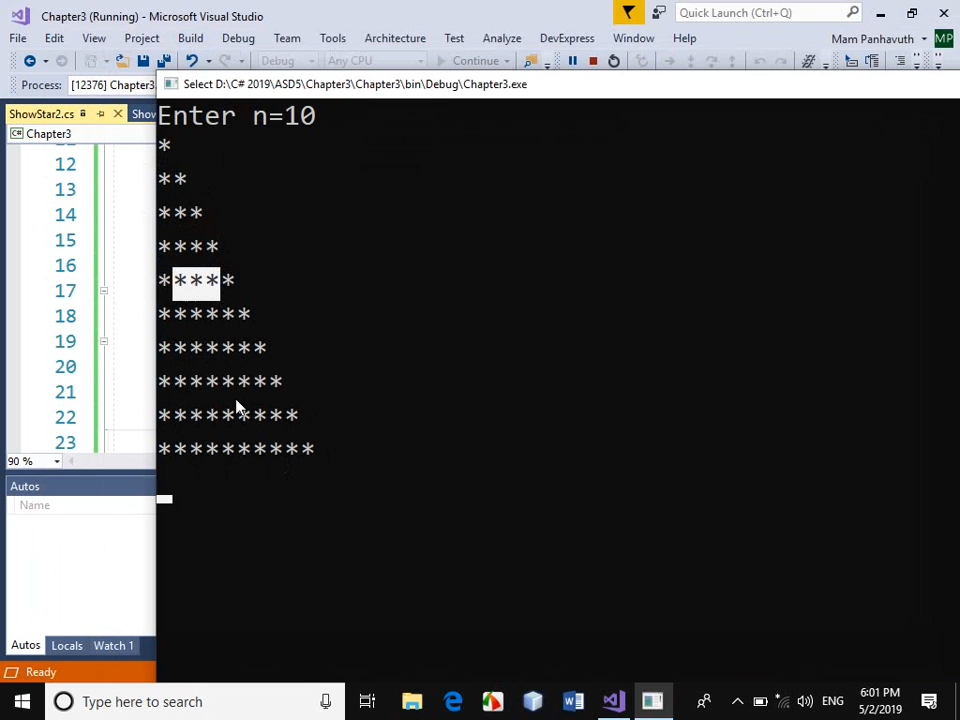 Chapter3 (Running) - Microsoft Visual Studio
Quick Launch (Ctrl+Q)
File Edit View Project Build Debug Team Tools Architecture Test Analyze DevExpress Window Help Mam Panhavuth MP
Debug Any CPU Continue
Process: [12376] Chapter3
Select D:\C# 2019\ASD5\Chapter3\Chapter3\bin\Debug\Chapter3.exe
ShowStar2.cs Show
Chapter3
Enter n=10
*
**
***
****
*****
******
*******
********
*********
**********
12
13
14
15
16
17
18
19
20
21
22
23
90 %
Autos
Name
Autos Locals Watch 1
Ready
Type here to search
ENG
6:01 PM
5/2/2019